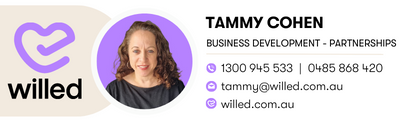 willed
TAMMY COHEN
BUSINESS DEVELOPMENT - PARTNERSHIPS
1300 945 533 | 0485 868 420
tammy@willed.com.au
willed.com.au